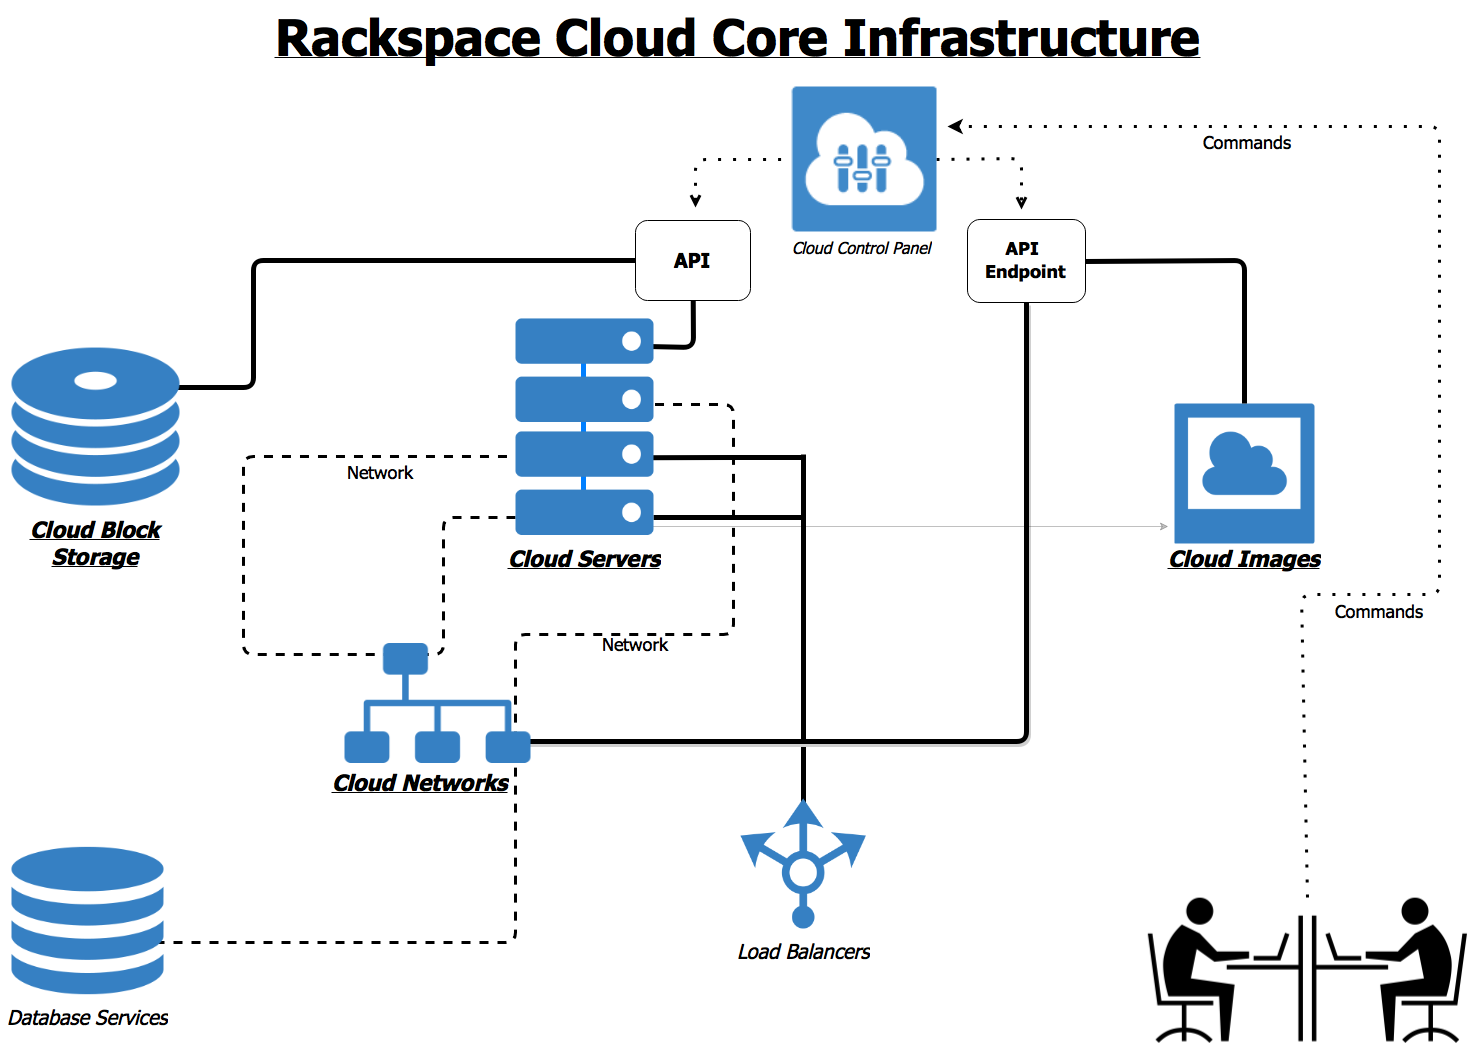 Rackspace Cloud Core Infrastructure
Commands
Cloud Control Panel
API
API
Endpoint
Network
Cloud Block
Storage
Cloud Servers
Cloud Images
Commands
Network
Cloud Networks
Load Balancers
Database Services